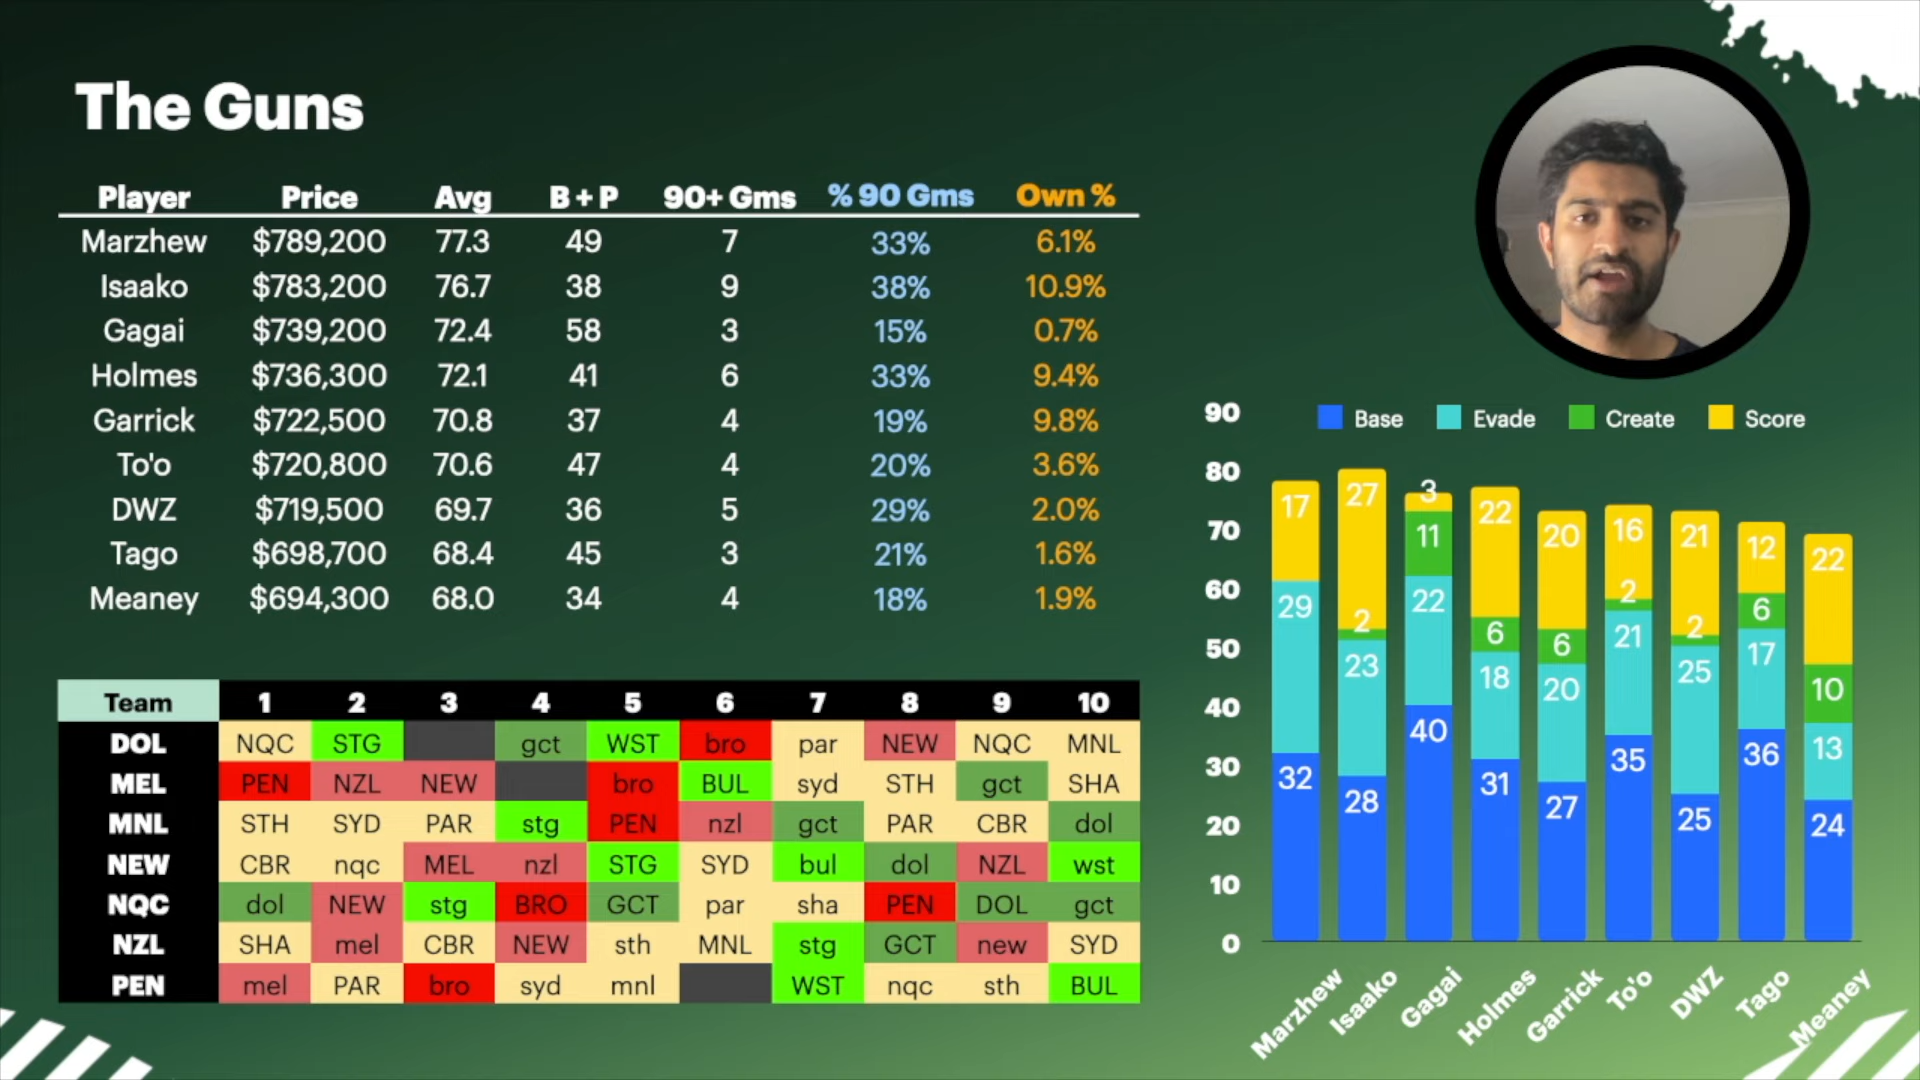 The Guns
Player Price Avg B + P 90+ Gms % 90 Gms Own %
Marzhew $789,200 77.3 49 7 33% 6.1%
Isaako $783,200 76.7 38 9 38% 10.9%
Gagai $739,200 72.4 58 3 15% 0.7%
Holmes $736,300 72.1 41 6 33% 9.4%
Garrick $722,500 70.8 37 4 19% 9.8%
To'o $720,800 70.6 47 4 20% 3.6%
DWZ $719,500 69.7 36 5 29% 2.0%
Tago $698,700 68.4 45 3 21% 1.6%
Meaney $694,300 68.0 34 4 18% 1.9%
Team 1 2 3 4 5 6 7 8 9 10
DOL NQC STG gct WST bro par NEW NQC MNL
MEL PEN NZL NEW bro BUL syd STH gct SHA
MNL STH SYD PAR stg PEN nzl gct PAR CBR dol
NEW CBR nqc MEL nzl STG SYD bul dol NZL wst
NQC dol NEW stg BRO GCT par sha PEN DOL gct
NZL SHA mel CBR NEW sth MNL stg GCT new SYD
PEN mel PAR bro syd mnl WST nqc sth BUL
Base Evade Create Score
90
80
70
60
50
40
30
20
10
0
17 27 3 22 20 16 21 12 22
2 11 6 6 2 2 6 10
29 23 22 18 20 21 25 17 13
32 28 40 31 27 35 25 36 24
Marzhew Isaako Gagai Holmes Garrick To'o DWZ Tago Meaney